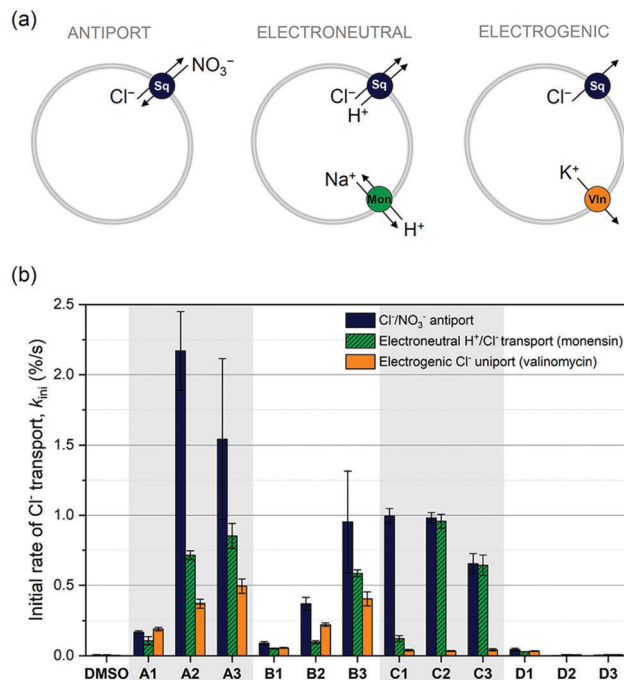 (a)
ANTIPORT
ELECTRONEUTRAL
ELECTROGENIC
Sq
NO₃⁻
Cl⁻
Sq
Cl⁻
H⁺
Na⁺
Mon
H⁺
Sq
Cl⁻
K⁺
Vln
(b)
Initial rate of Cl⁻ transport, kini (%/s)
2.5
2.0
1.5
1.0
0.5
0.0
Cl⁻/NO₃⁻ antiport
Electroneutral H⁺/Cl⁻ transport (monensin)
Electrogenic Cl⁻ uniport (valinomycin)
DMSO A1 A2 A3 B1 B2 B3 C1 C2 C3 D1 D2 D3